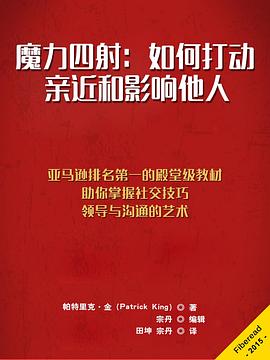 魔力四射：如何打动
亲近和影响他人
亚马逊排名第一的殿堂级教材
助你掌握社交技巧
领导与沟通的艺术
帕特里克·金 (Patrick King) ◎ 著
宗丹 ◎ 编辑
田坤 宗丹 ◎ 译
Fiberead
- 2015 -